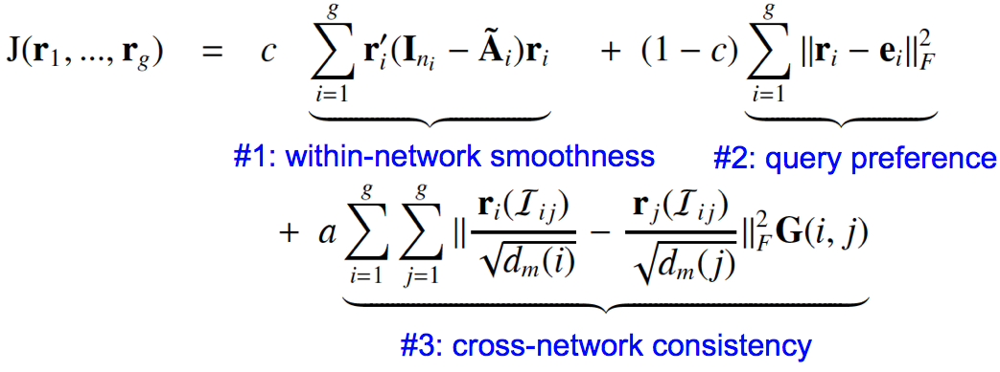 J(r₁, ..., r_g) = c ∑_{i=1}^{g} r′_i(I_{n_i} − Ã_i)r_i + (1 − c) ∑_{i=1}^{g} ‖r_i − e_i‖²_F
#1: within-network smoothness #2: query preference
+ a ∑_{i=1}^{g} ∑_{j=1}^{g} ‖ r_i(𝓘_{ij}) / √d_m(i) − r_j(𝓘_{ij}) / √d_m(j) ‖²_F G(i, j)
#3: cross-network consistency